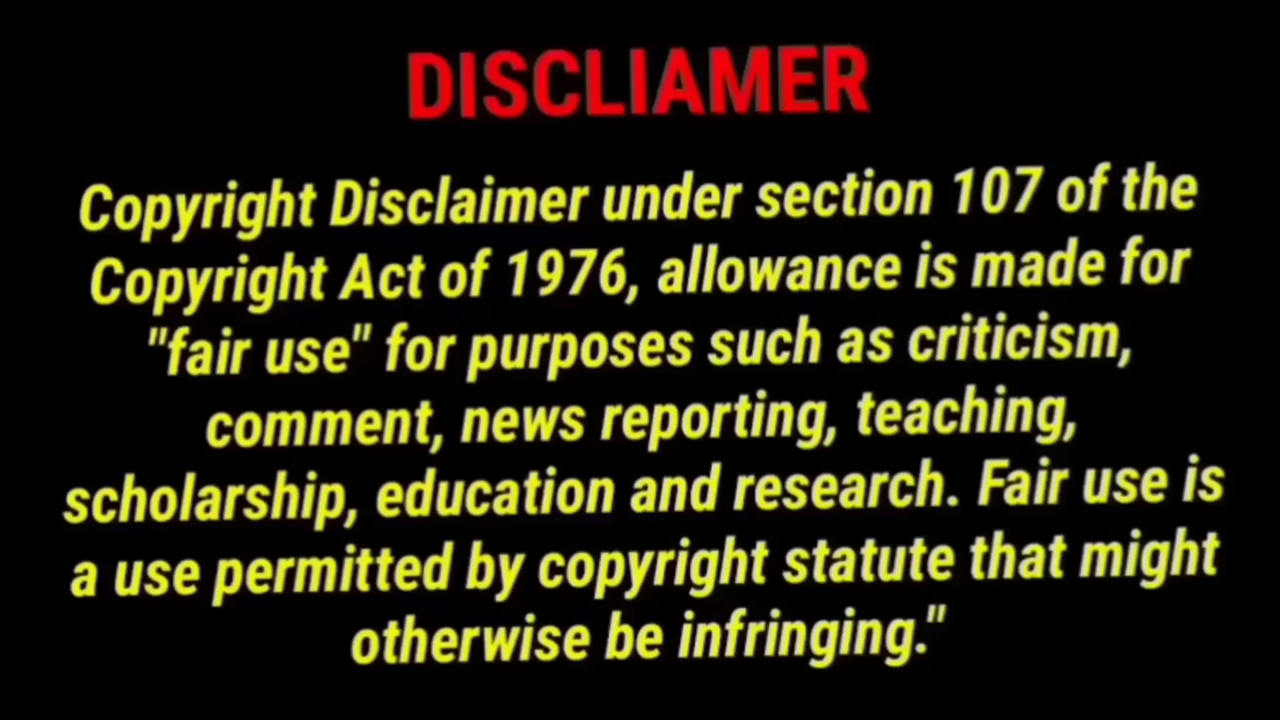 DISCLIAMER
Copyright Disclaimer under section 107 of the
Copyright Act of 1976, allowance is made for
"fair use" for purposes such as criticism,
comment, news reporting, teaching,
scholarship, education and research. Fair use is
a use permitted by copyright statute that might
otherwise be infringing."